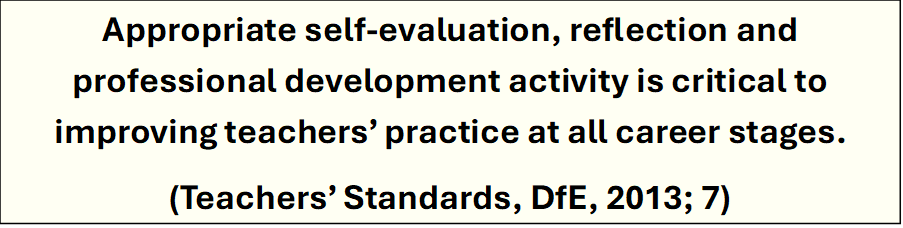 Appropriate self-evaluation, reflection and
professional development activity is critical to
improving teachers’ practice at all career stages.
(Teachers’ Standards, DfE, 2013; 7)